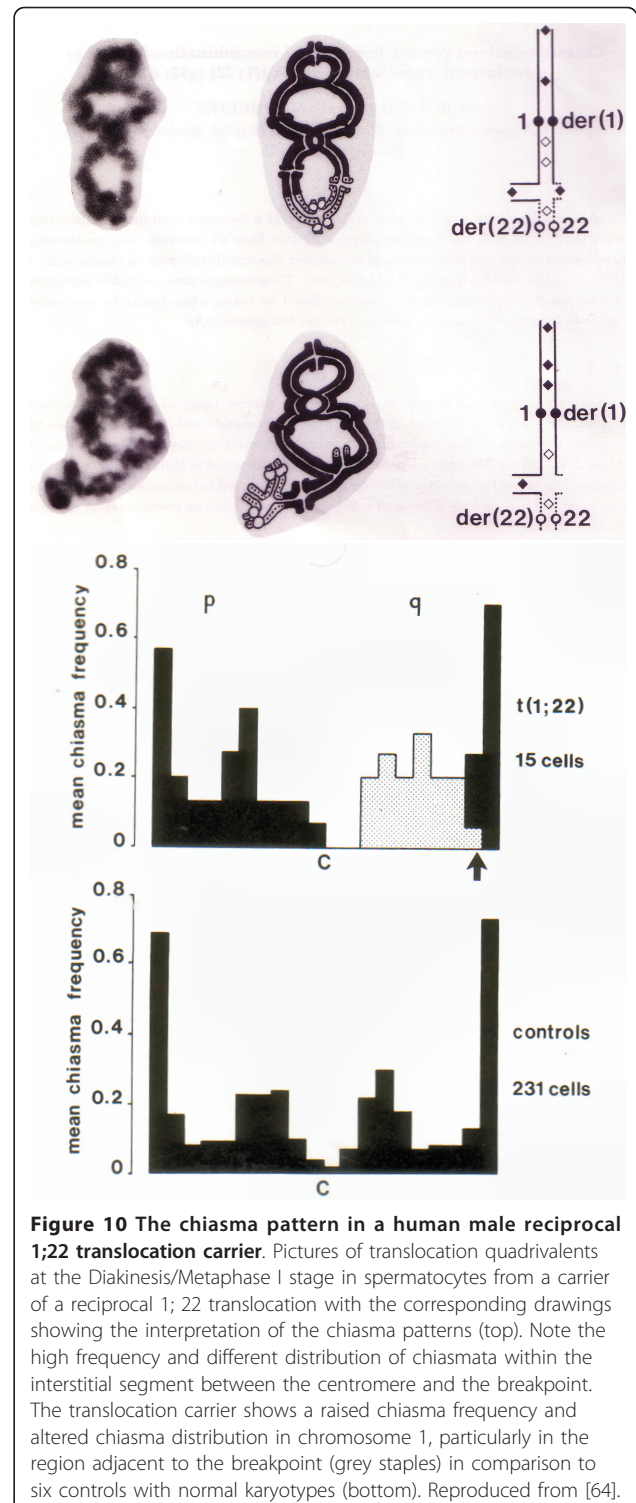 1 der(1)
der(22) 22
1 der(1)
der(22) 22
0.8
0.6
0.4
0.2
0
mean chiasma frequency
p q
t(1;22)
15 cells
C
0.8
0.6
0.4
0.2
0
mean chiasma frequency
controls
231 cells
C
Figure 10 The chiasma pattern in a human male reciprocal
1;22 translocation carrier. Pictures of translocation quadrivalents
at the Diakinesis/Metaphase I stage in spermatocytes from a carrier
of a reciprocal 1; 22 translocation with the corresponding drawings
showing the interpretation of the chiasma patterns (top). Note the
high frequency and different distribution of chiasmata within the
interstitial segment between the centromere and the breakpoint.
The translocation carrier shows a raised chiasma frequency and
altered chiasma distribution in chromosome 1, particularly in the
region adjacent to the breakpoint (grey staples) in comparison to
six controls with normal karyotypes (bottom). Reproduced from [64].